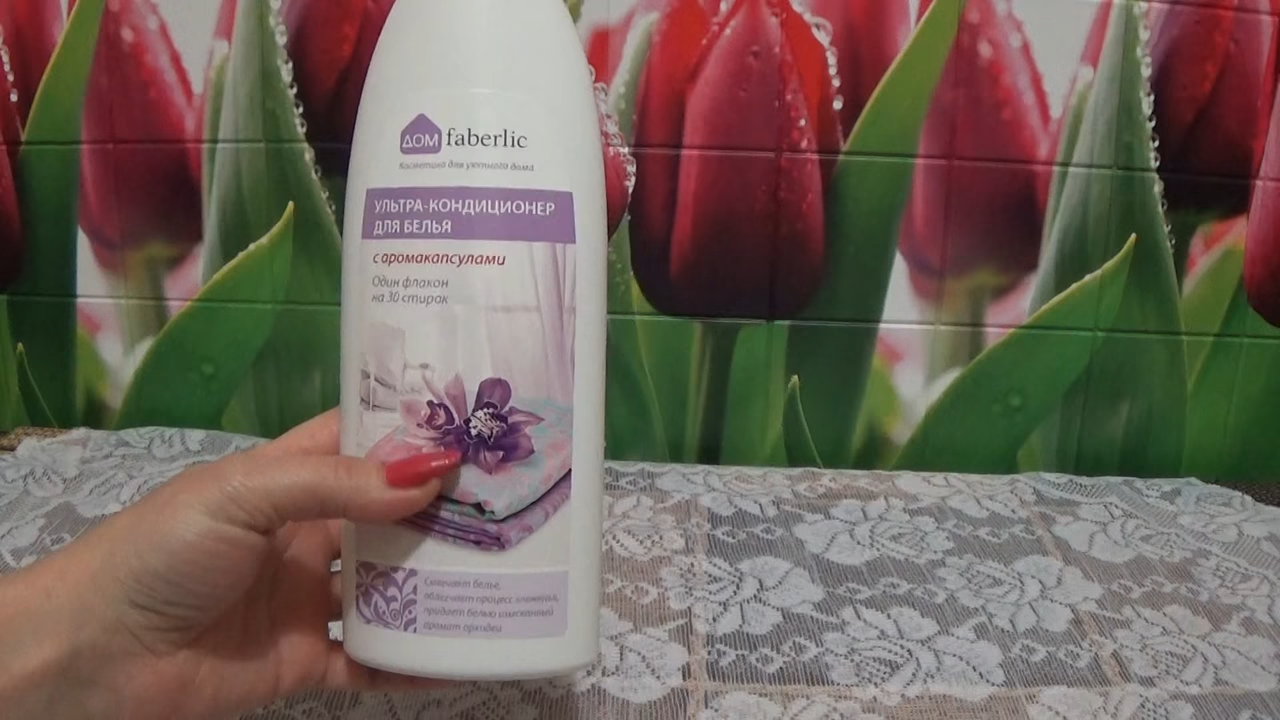 ДОМ faberlic
Косметика для уютного дома
УЛЬТРА-КОНДИЦИОНЕР
ДЛЯ БЕЛЬЯ
с аромакапсулами
Один флакон
на 30 стирок
Смягчает белье,
облегчает процесс глажения,
придает белью изысканный
аромат орхидеи